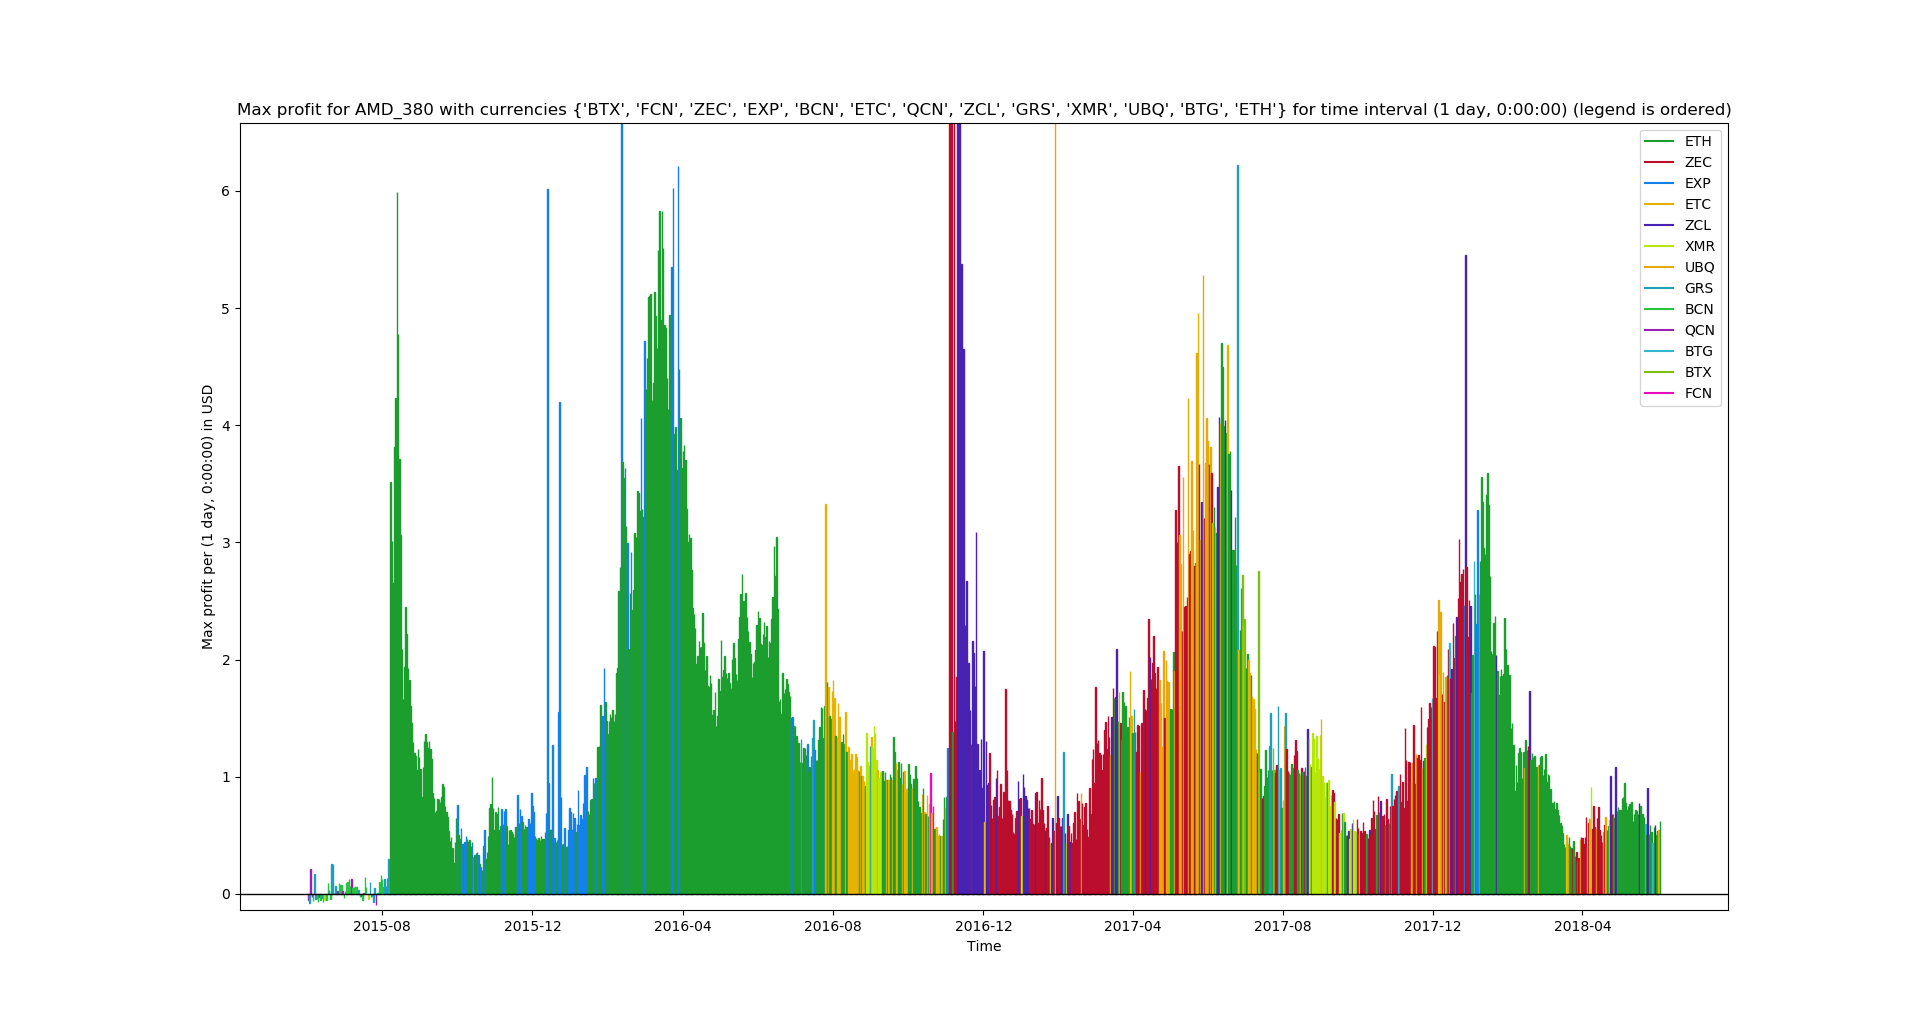 Max profit for AMD_380 with currencies {'BTX', 'FCN', 'ZEC', 'EXP', 'BCN', 'ETC', 'QCN', 'ZCL', 'GRS', 'XMR', 'UBQ', 'BTG', 'ETH'} for time interval (1 day, 0:00:00) (legend is ordered)
ETH
ZEC
EXP
ETC
ZCL
XMR
UBQ
GRS
BCN
QCN
BTG
BTX
FCN
Max profit per (1 day, 0:00:00) in USD
6
5
4
3
2
1
0
2015-08
2015-12
2016-04
2016-08
2016-12
2017-04
2017-08
2017-12
2018-04
Time